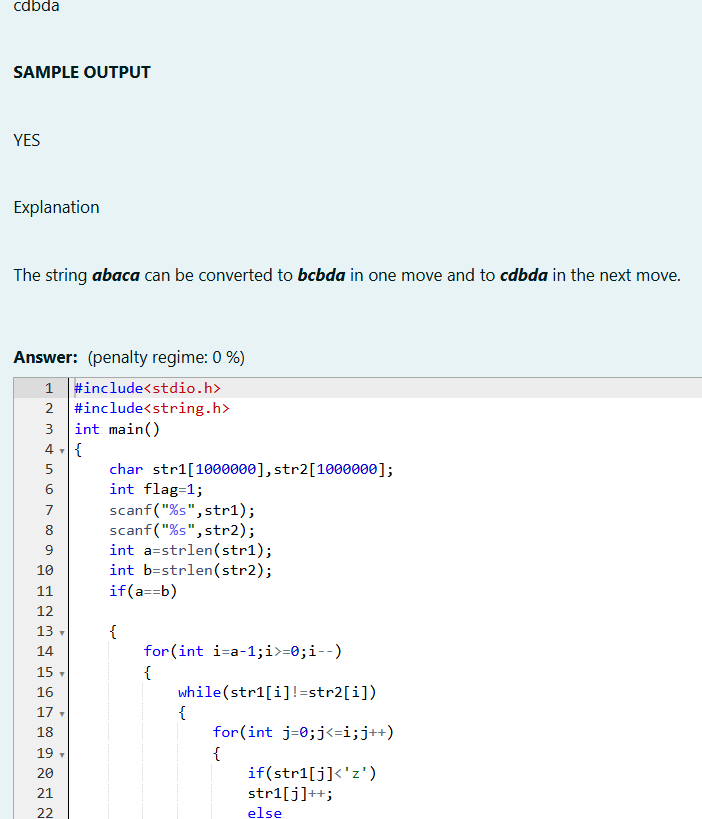 cdbda
SAMPLE OUTPUT
YES
Explanation
The string abaca can be converted to bcbda in one move and to cdbda in the next move.
Answer: (penalty regime: 0 %)
1 #include<stdio.h>
2 #include<string.h>
3 int main()
4 {
5 char str1[1000000],str2[1000000];
6 int flag=1;
7 scanf("%s",str1);
8 scanf("%s",str2);
9 int a=strlen(str1);
10 int b=strlen(str2);
11 if(a==b)
12
13 {
14 for(int i=a-1;i>=0;i--)
15 {
16 while(str1[i]!=str2[i])
17 {
18 for(int j=0;j<=i;j++)
19 {
20 if(str1[j]<'z')
21 str1[j]++;
22 else